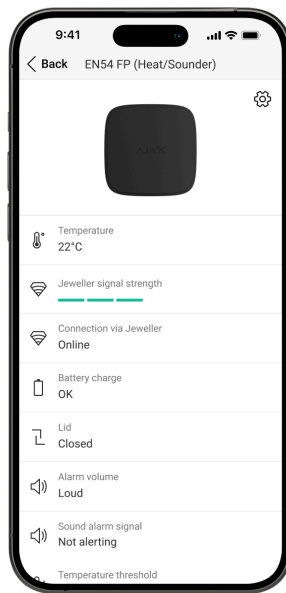 9:41
Back EN54 FP (Heat/Sounder)
AJAX
Temperature
22°C
Jeweller signal strength
Connection via Jeweller
Online
Battery charge
OK
Lid
Closed
Alarm volume
Loud
Sound alarm signal
Not alerting
Temperature threshold